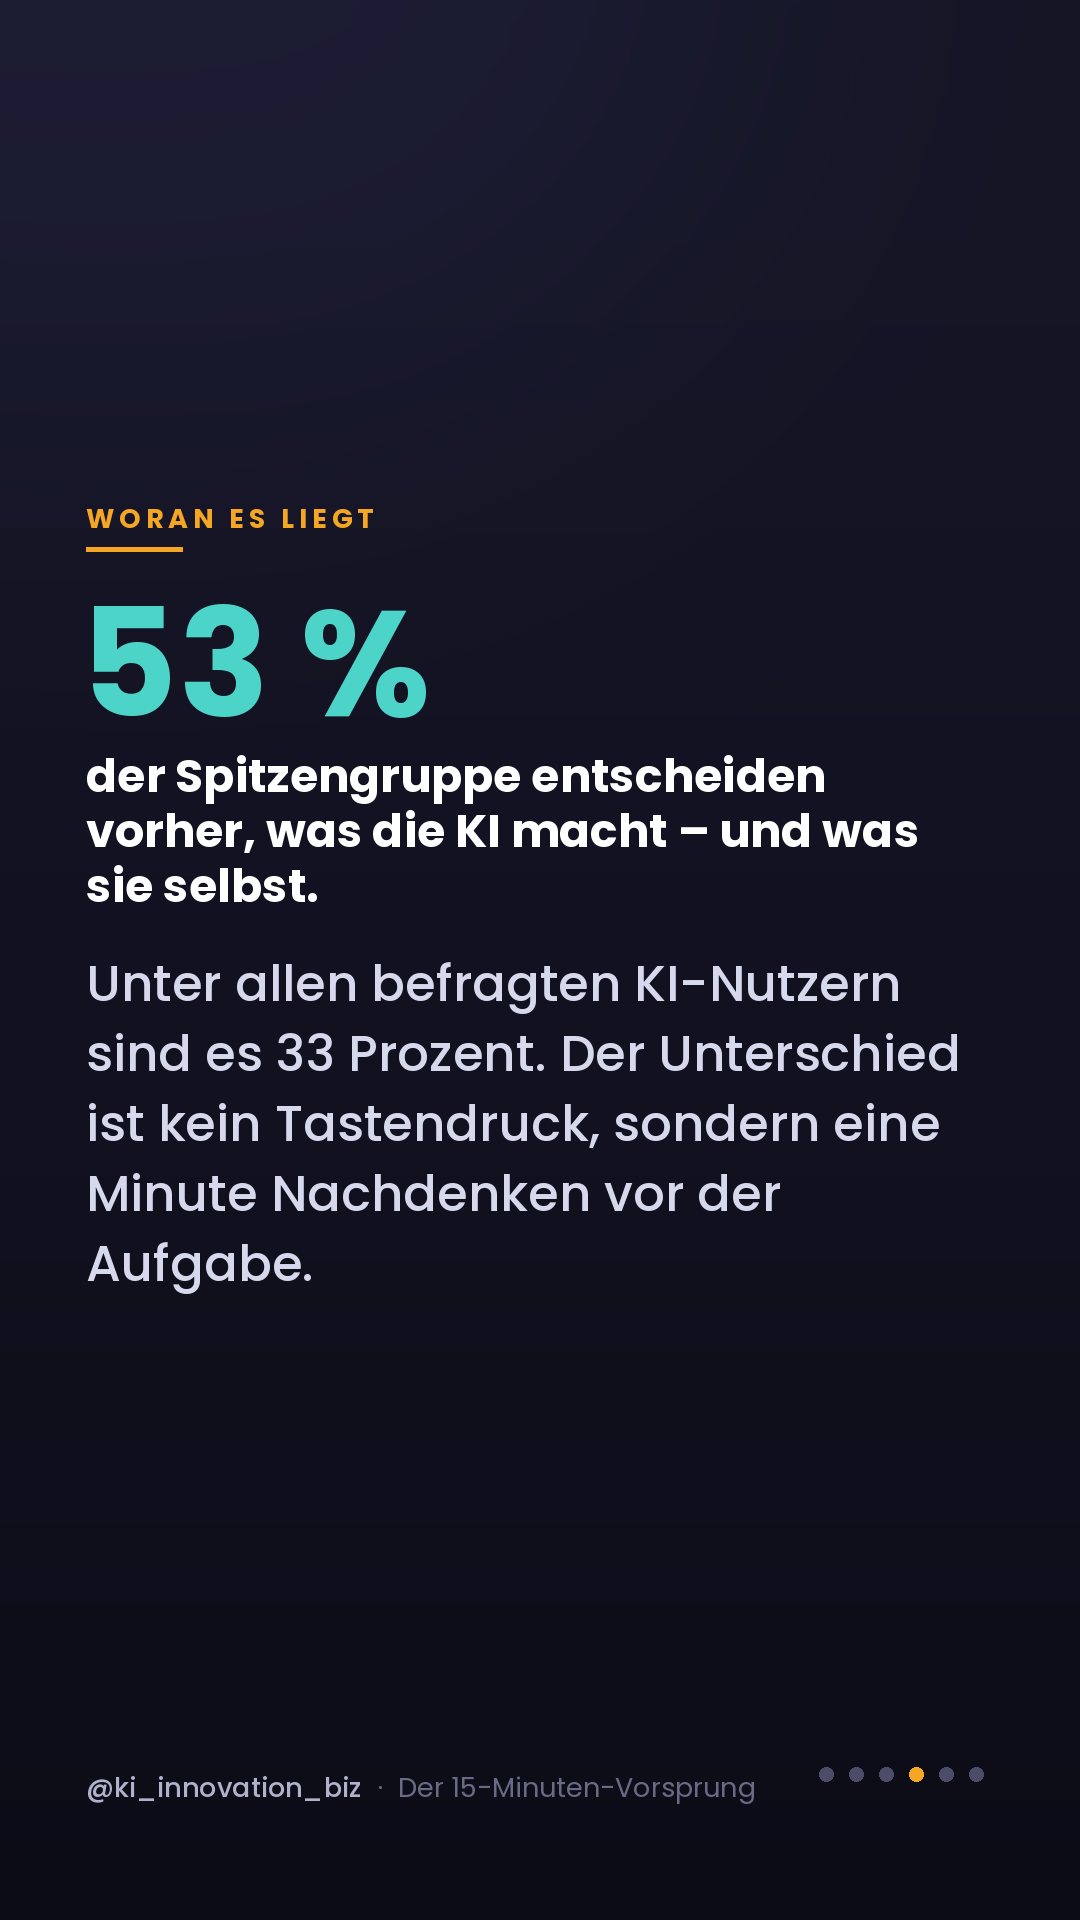 WORAN ES LIEGT
53 %
der Spitzengruppe entscheiden
vorher, was die KI macht – und was
sie selbst.
Unter allen befragten KI-Nutzern
sind es 33 Prozent. Der Unterschied
ist kein Tastendruck, sondern eine
Minute Nachdenken vor der
Aufgabe.
@ki_innovation_biz · Der 15-Minuten-Vorsprung